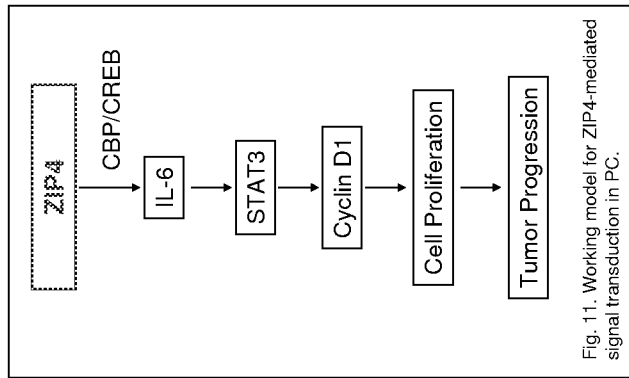 ZIP4
CBP/CREB
IL-6
STAT3
Cyclin D1
Cell Proliferation
Tumor Progression
Fig. 11. Working model for ZIP4-mediated
signal transduction in PC.